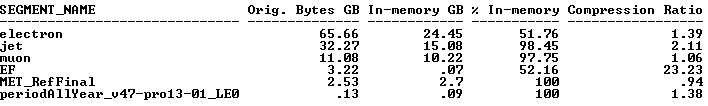 SEGMENT_NAME Orig. Bytes GB In-memory GB % In-memory Compression Ratio
electron 65.66 24.45 51.76 1.39
jet 32.27 15.08 98.45 2.11
muon 11.08 10.22 97.75 1.06
EF 3.22 .07 52.16 23.23
MET_RefFinal 2.53 2.7 100 .94
periodAllYear_v47-pro13-01_LE0 .13 .09 100 1.38